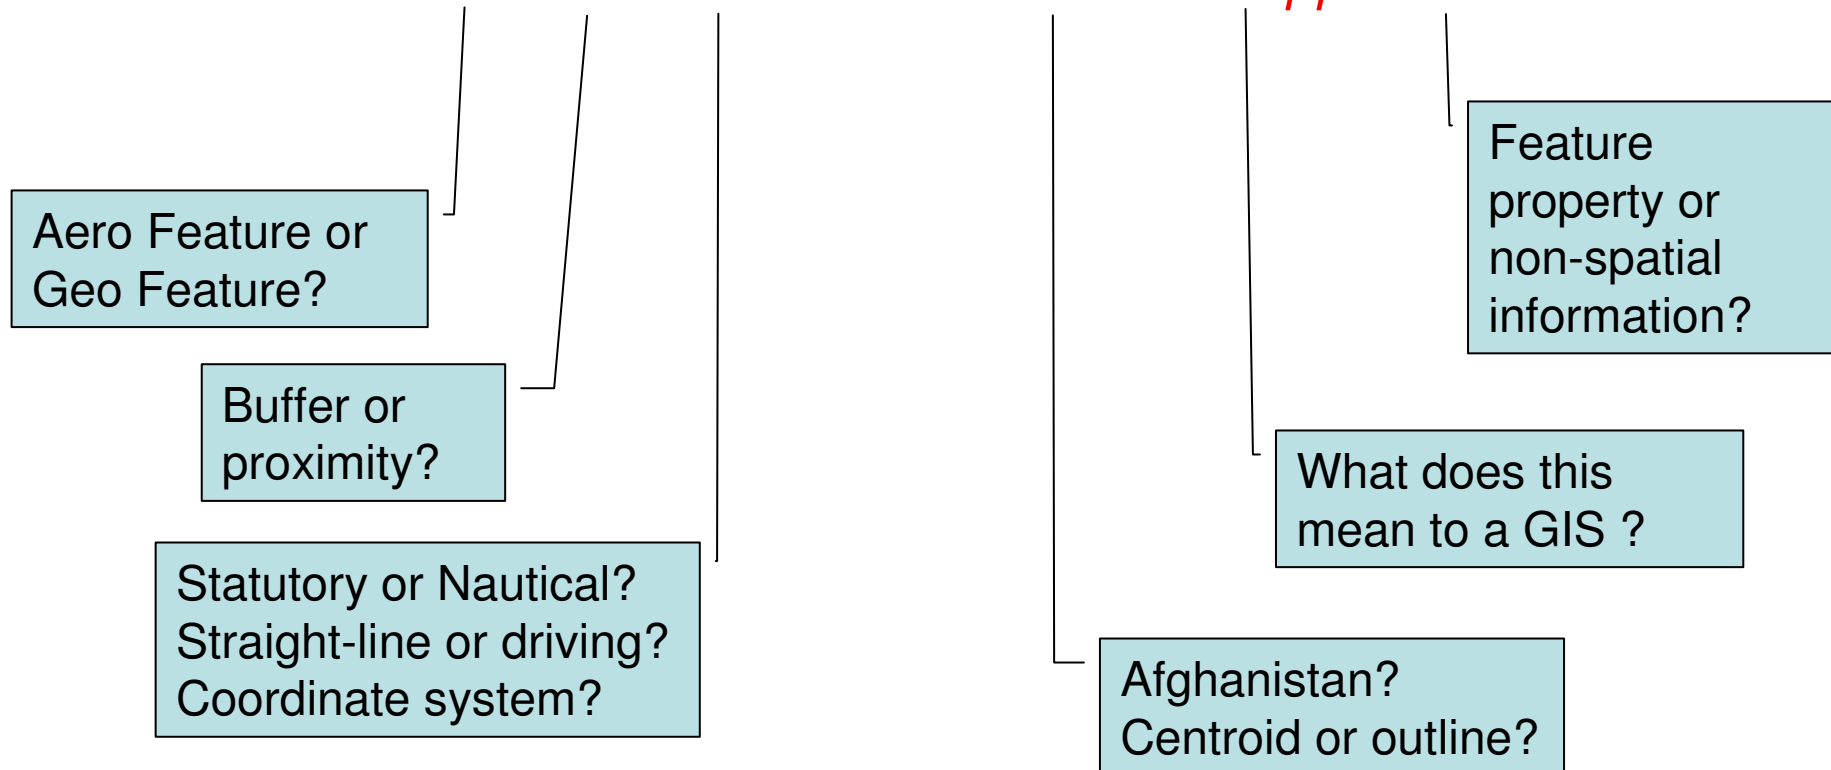 Aero Feature or
Geo Feature?
Buffer or
proximity?
Statutory or Nautical?
Straight-line or driving?
Coordinate system?
Feature
property or
non-spatial
information?
What does this
mean to a GIS ?
Afghanistan?
Centroid or outline?